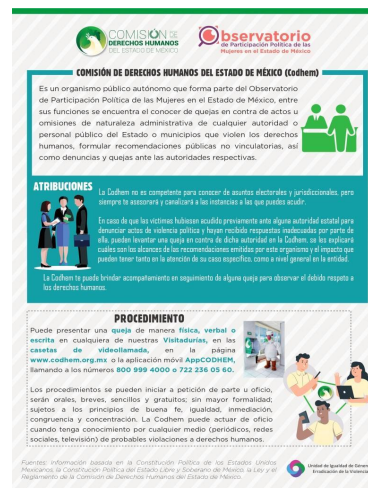 COMISIÓN DE
DERECHOS HUMANOS
DEL ESTADO DE MÉXICO
Observatorio
de Participación Política de las
Mujeres en el Estado de México
COMISIÓN DE DERECHOS HUMANOS DEL ESTADO DE MÉXICO (Codhem)
Es un organismo público autónomo que forma parte del Observatorio
de Participación Política de las Mujeres en el Estado de México, entre
sus funciones se encuentra el conocer de quejas en contra de actos u
omisiones de naturaleza administrativa de cualquier autoridad o
personal público del Estado o municipios que violen los derechos
humanos, formular recomendaciones públicas no vinculatorias, así
como denuncias y quejas ante las autoridades respectivas.
ATRIBUCIONES
La Codhem no es competente para conocer de asuntos electorales y jurisdiccionales, pero
siempre te asesorará y canalizará a las instancias a las que puedes acudir.
En caso de que las víctimas hubiesen acudido previamente ante alguna autoridad estatal para
denunciar actos de violencia política y hayan recibido respuestas inadecuadas por parte de
ella, pueden levantar una queja en contra de dicha autoridad en la Codhem, se les explicará
cuáles son los alcances de las recomendaciones emitidas por este organismo y el impacto que
pueden tener tanto en la atención de su caso específico, como a nivel general en la entidad.
La Codhem te puede brindar acompañamiento en seguimiento de alguna queja para observar el debido respeto a
los derechos humanos.
PROCEDIMIENTO
Puede presentar una queja de manera física, verbal o
escrita en cualquiera de nuestras Visitadurías, en las
casetas de videollamada, en la página
www.codhem.org.mx o la aplicación móvil AppCODHEM,
llamando a los números 800 999 4000 o 722 236 05 60.
Los procedimientos se pueden iniciar a petición de parte u oficio,
serán orales, breves, sencillos y gratuitos; sin mayor formalidad;
sujetos a los principios de buena fe, igualdad, inmediación,
congruencia y concentración. La Codhem puede actuar de oficio
cuando tenga conocimiento por cualquier medio (periódicos, redes
sociales, televisión) de probables violaciones a derechos humanos.
Fuentes: Información basada en la Constitución Política de los Estados Unidos
Mexicanos, la Constitución Política del Estado Libre y Soberano de México, la Ley y el
Reglamento de la Comisión de Derechos Humanos del Estado de México.
Unidad de Igualdad de Género
Erradicación de la Violencia